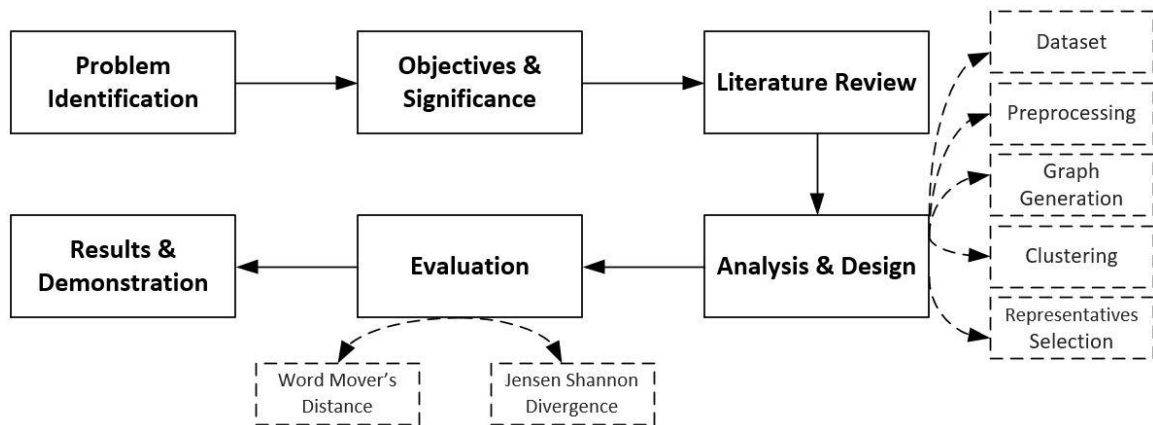 Problem
Identification
Objectives &
Significance
Literature Review
Dataset
Preprocessing
Graph
Generation
Clustering
Representatives
Selection
Results &
Demonstration
Evaluation
Analysis & Design
Word Mover’s
Distance
Jensen Shannon
Divergence